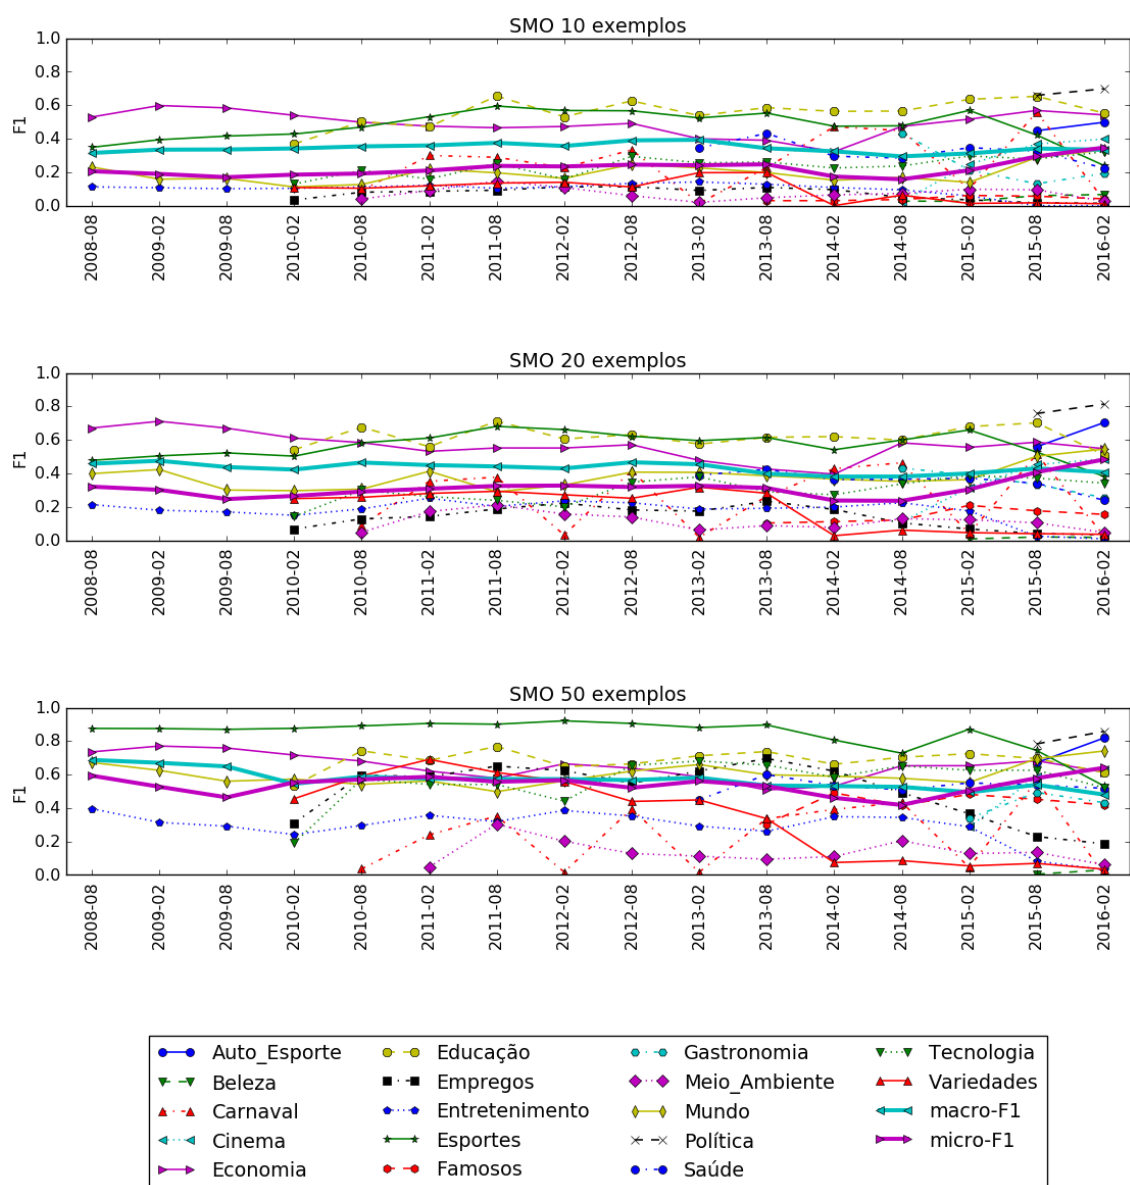 SMO 10 exemplos
1.0
0.8
0.6
0.4
0.2
0.0
F1
2008-08 2009-02 2009-08 2010-02 2010-08 2011-02 2011-08 2012-02 2012-08 2013-02 2013-08 2014-02 2014-08 2015-02 2015-08 2016-02
SMO 20 exemplos
1.0
0.8
0.6
0.4
0.2
0.0
F1
2008-08 2009-02 2009-08 2010-02 2010-08 2011-02 2011-08 2012-02 2012-08 2013-02 2013-08 2014-02 2014-08 2015-02 2015-08 2016-02
SMO 50 exemplos
1.0
0.8
0.6
0.4
0.2
0.0
F1
2008-08 2009-02 2009-08 2010-02 2010-08 2011-02 2011-08 2012-02 2012-08 2013-02 2013-08 2014-02 2014-08 2015-02 2015-08 2016-02
Auto_Esporte Educação Gastronomia Tecnologia
Beleza Empregos Meio_Ambiente Variedades
Carnaval Entretenimento Mundo macro-F1
Cinema Esportes Política micro-F1
Economia Famosos Saúde